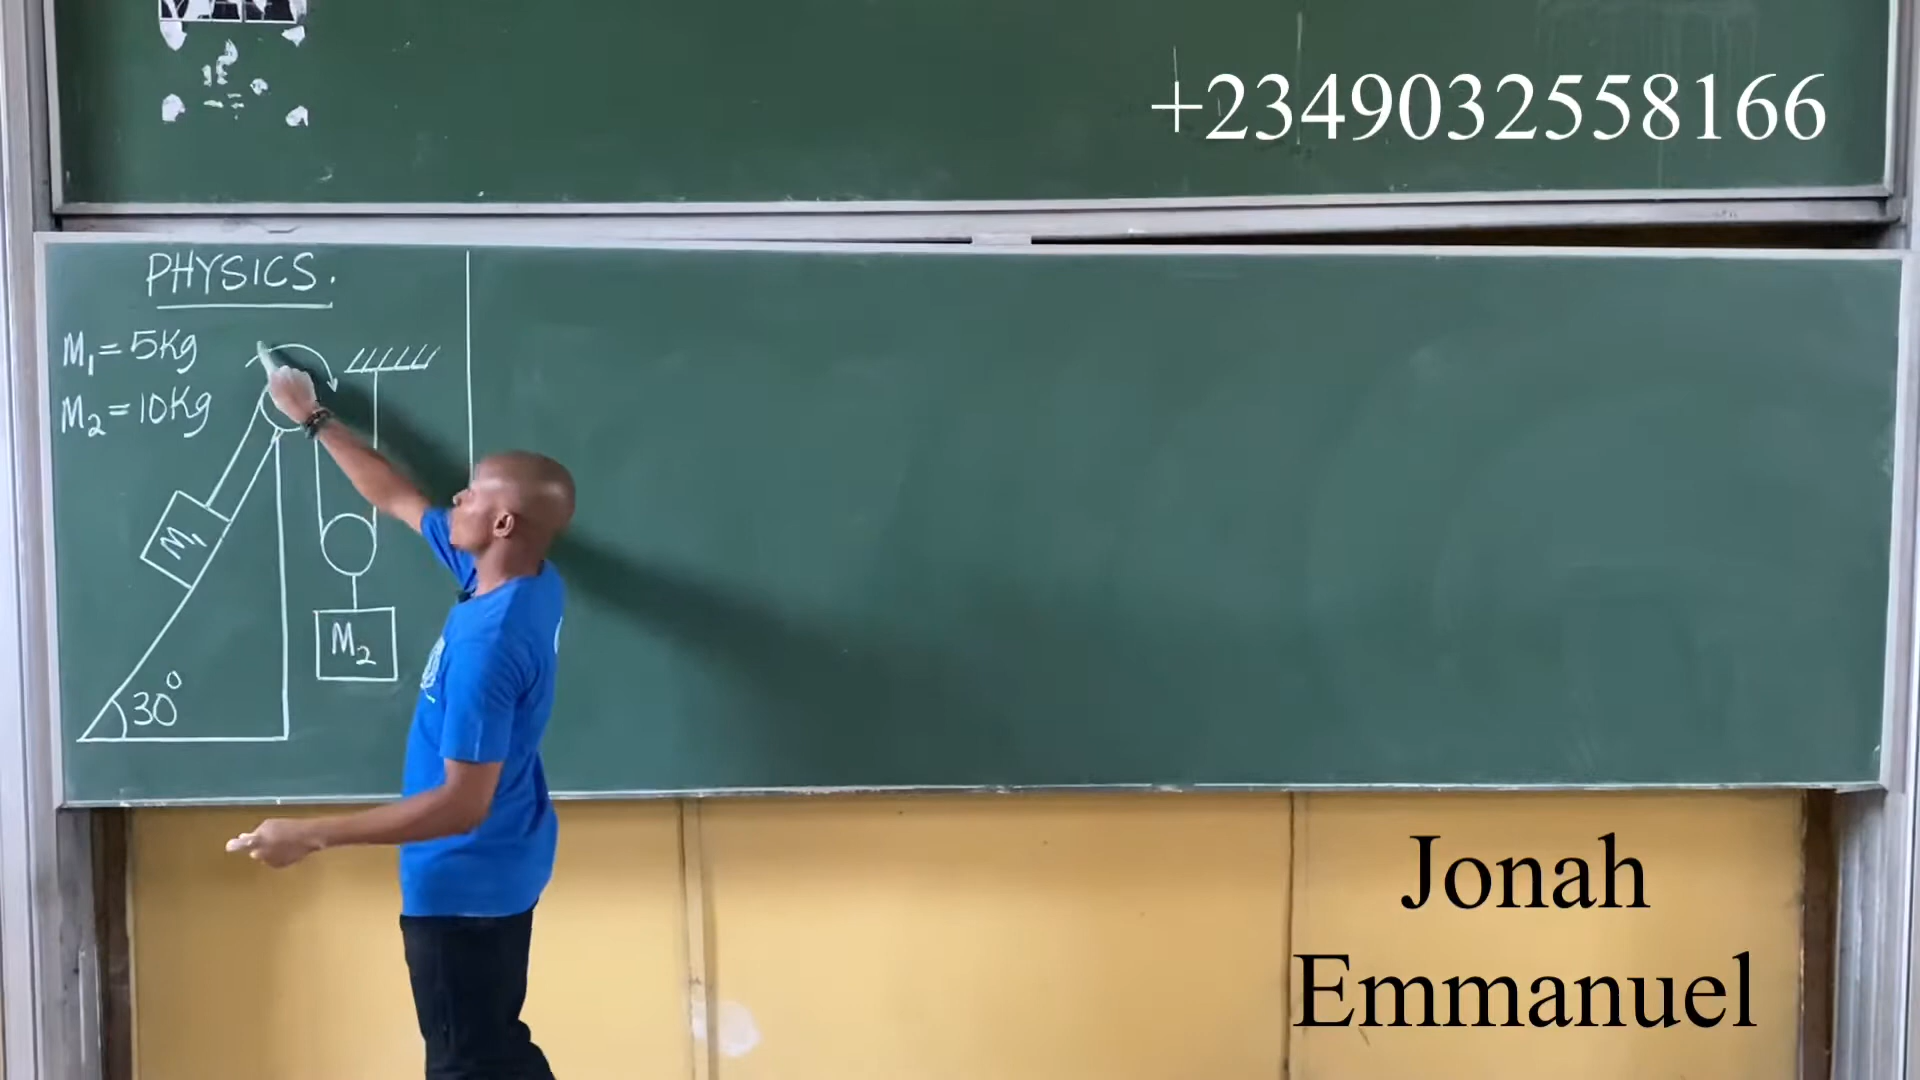 +2349032558166
PHYSICS.
M₁ = 5Kg
M₂ = 10Kg
M₁
M₂
30°
Jonah
Emmanuel